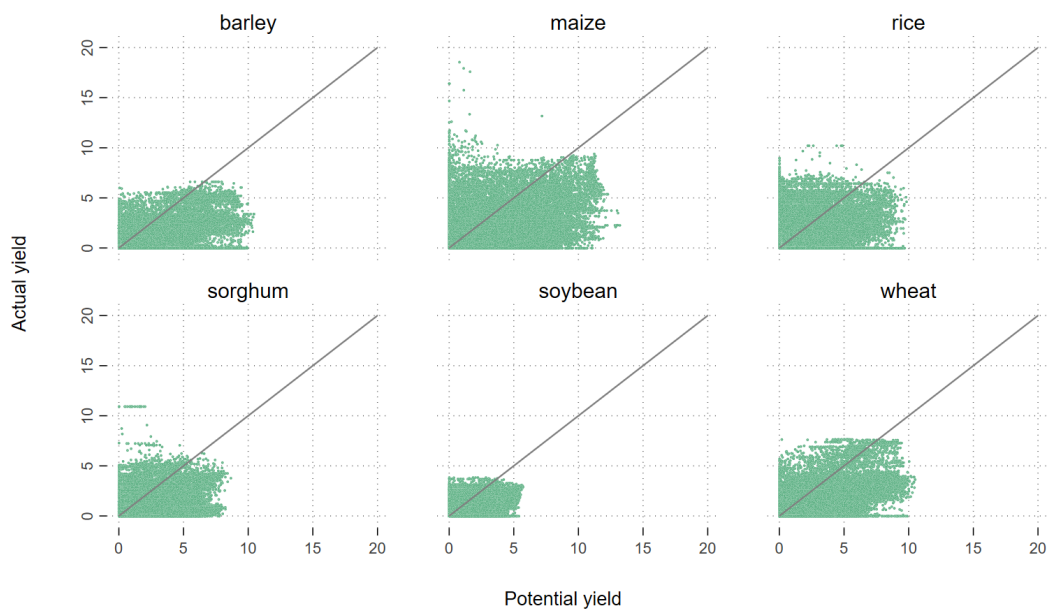 barley maize rice
20
15
10
5
0
sorghum soybean wheat
20
15
10
5
0
0 5 10 15 20 0 5 10 15 20 0 5 10 15 20
Actual yield
Potential yield